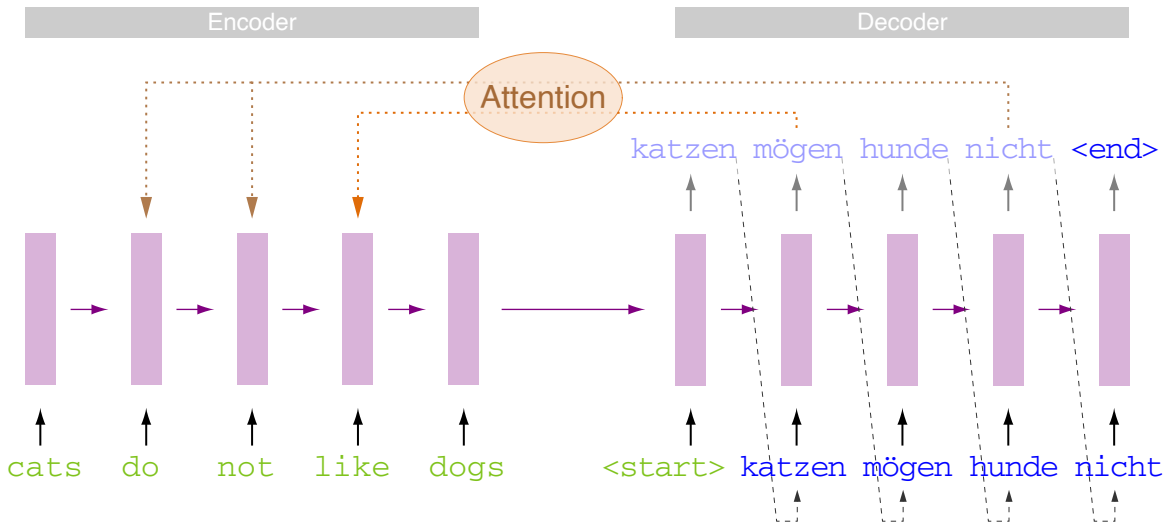 Encoder Decoder
Attention
katzen mögen hunde nicht <end>
cats do not like dogs <start> katzen mögen hunde nicht